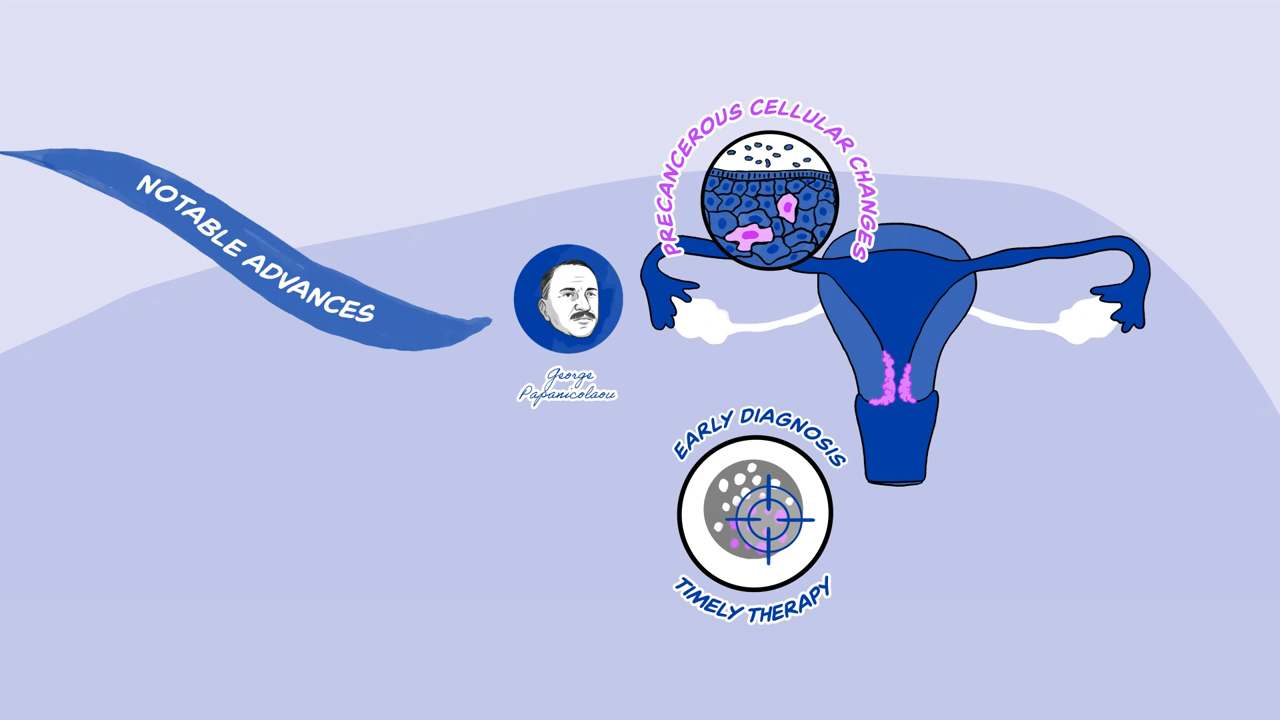 NOTABLE ADVANCES
George
Papanicolaou
PRECANCEROUS CELLULAR CHANGES
EARLY DIAGNOSIS
TIMELY THERAPY